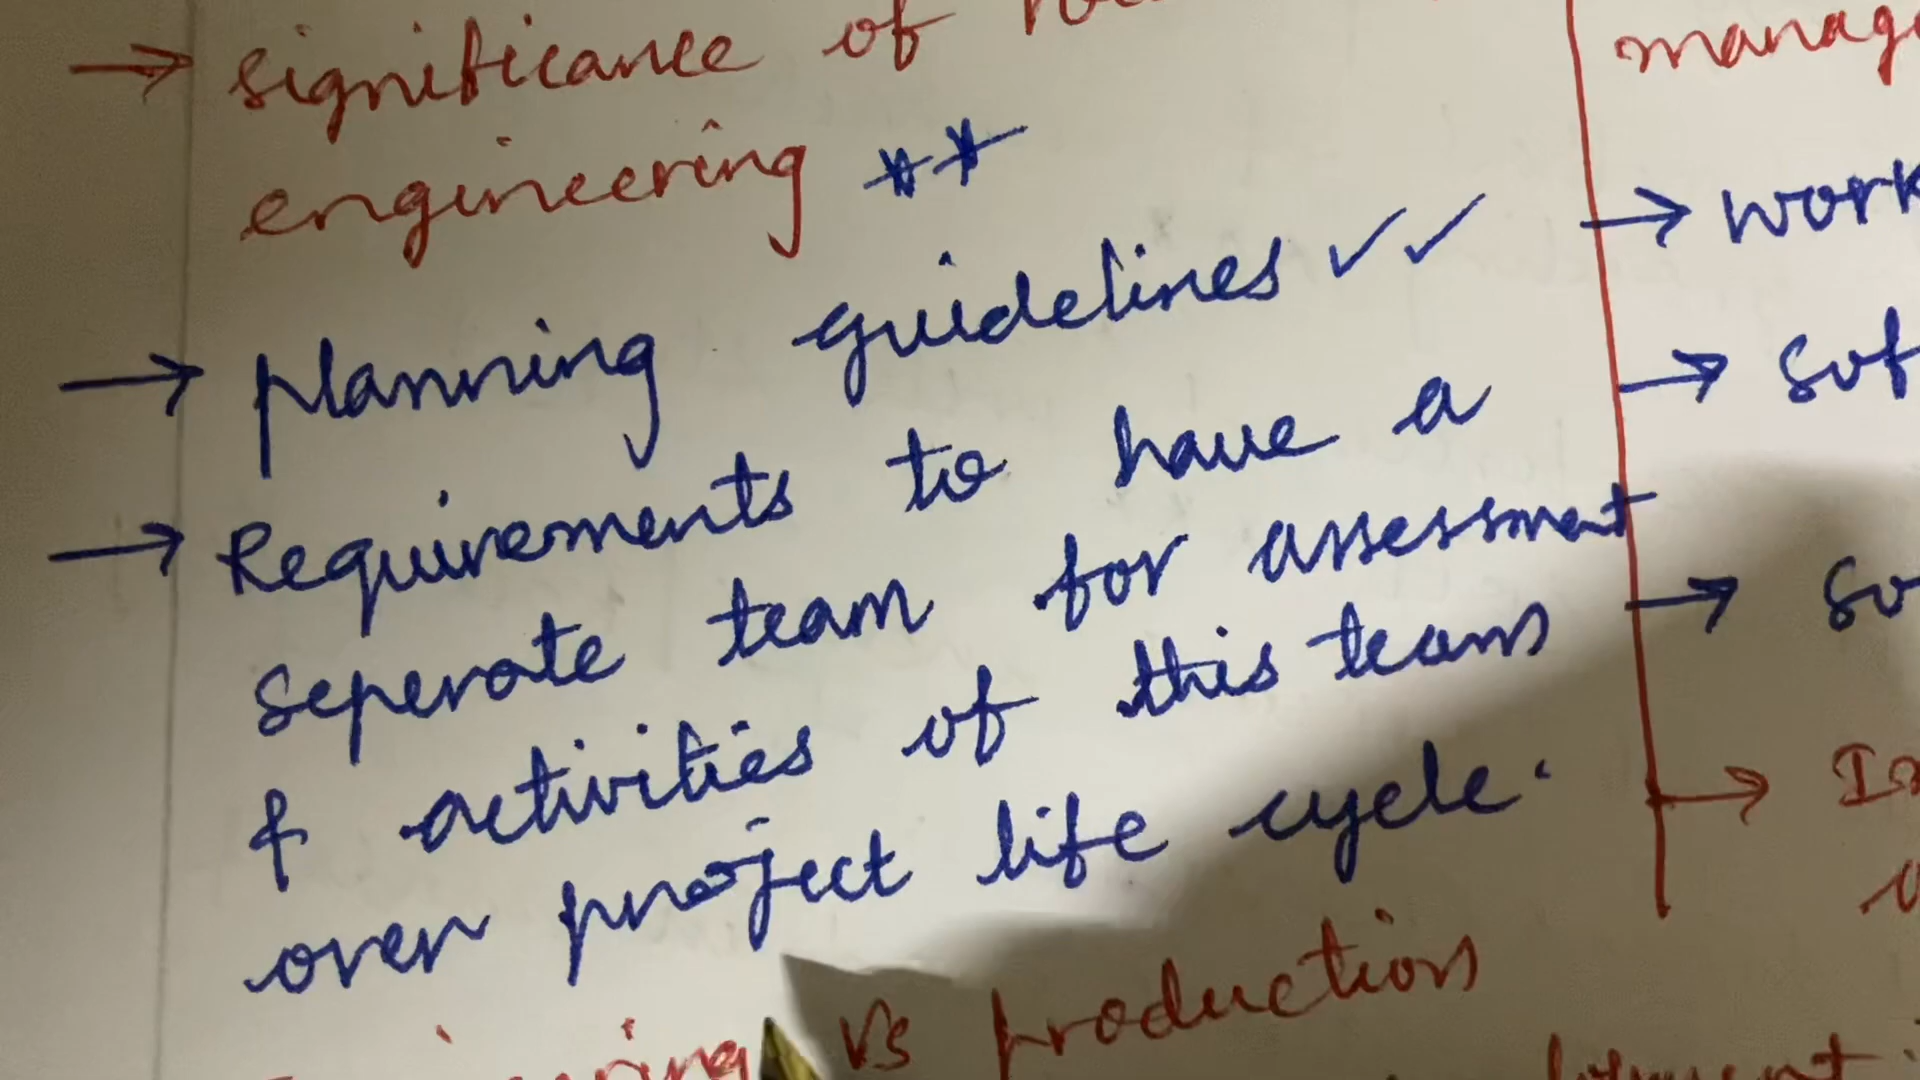 → significance of
engineering **
→ planning guidelines ✓✓
→ Requirements to have a
seperate team for assessment
& activities of this team
over project life cycle.
vs production
manag
→ work
→ sof
→ so
→